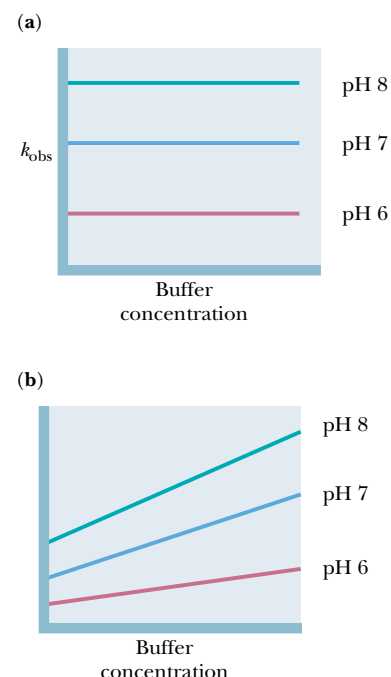 (a)
pH 8
pH 7
kobs
pH 6
Buffer
concentration
(b)
pH 8
pH 7
pH 6
Buffer
concentration